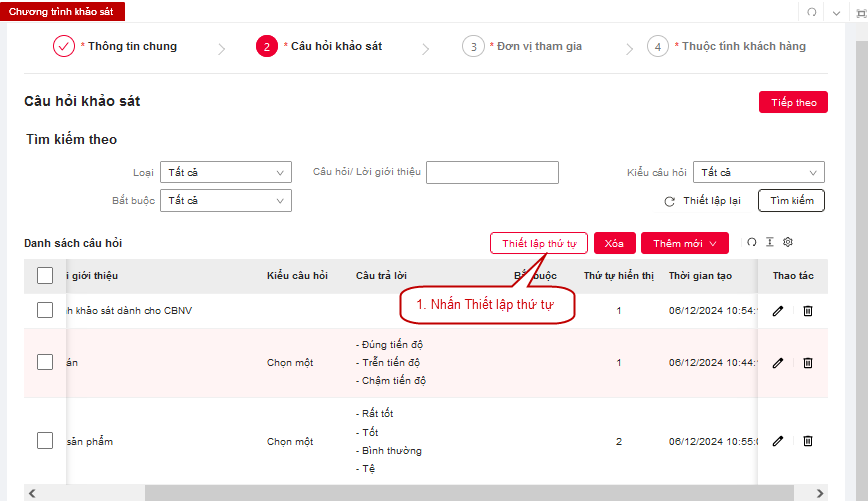 Chương trình khảo sát
* Thông tin chung
2 * Câu hỏi khảo sát
3 * Đơn vị tham gia
4 * Thuộc tính khách hàng
Câu hỏi khảo sát
Tiếp theo
Tìm kiếm theo
Loại Tất cả Câu hỏi/ Lời giới thiệu Kiểu câu hỏi Tất cả
Bắt buộc Tất cả Thiết lập lại Tìm kiếm
Danh sách câu hỏi Thiết lập thứ tự Xóa Thêm mới
i giới thiệu Kiểu câu hỏi Câu trả lời Bắt buộc Thứ tự hiển thị Thời gian tạo Thao tác
1. Nhấn Thiết lập thứ tự
h khảo sát dành cho CBNV 1 06/12/2024 10:54:
- Đúng tiến độ
án Chọn một - Trễn tiến độ 1 06/12/2024 10:44:
- Chậm tiến độ
- Rất tốt
- Tốt
sản phẩm Chọn một 2 06/12/2024 10:55:
- Bình thường
- Tệ